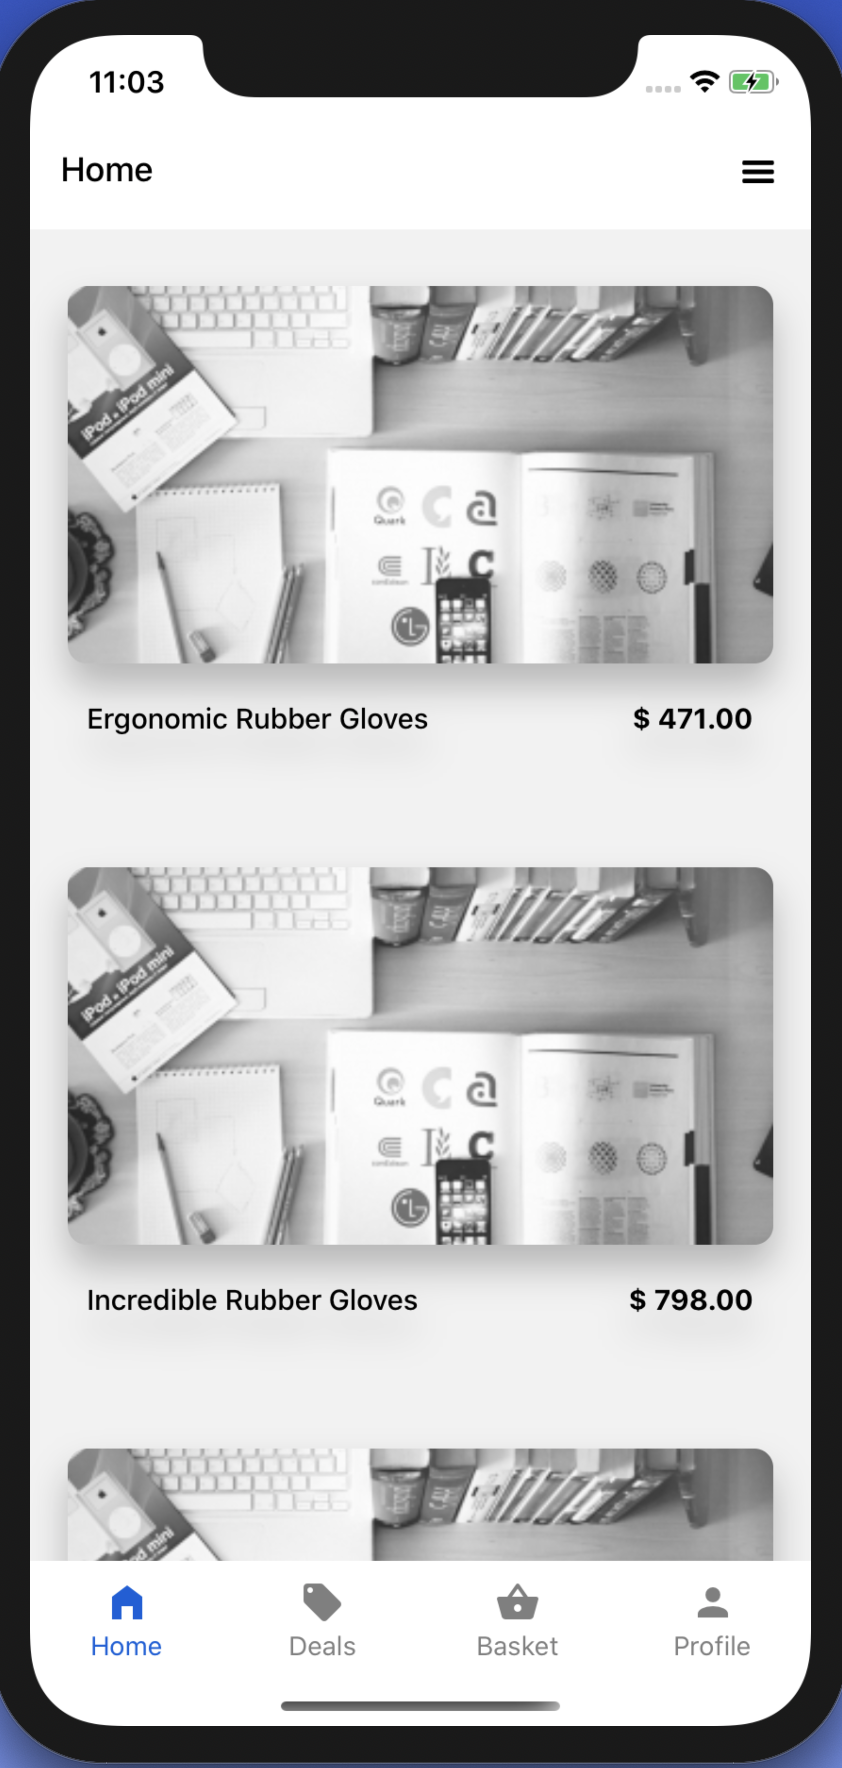 11:03
Home
iPod + iPod mini
Quark
Ergonomic Rubber Gloves
$ 471.00
iPod + iPod mini
Quark
Incredible Rubber Gloves
$ 798.00
iPod mini
Home
Deals
Basket
Profile